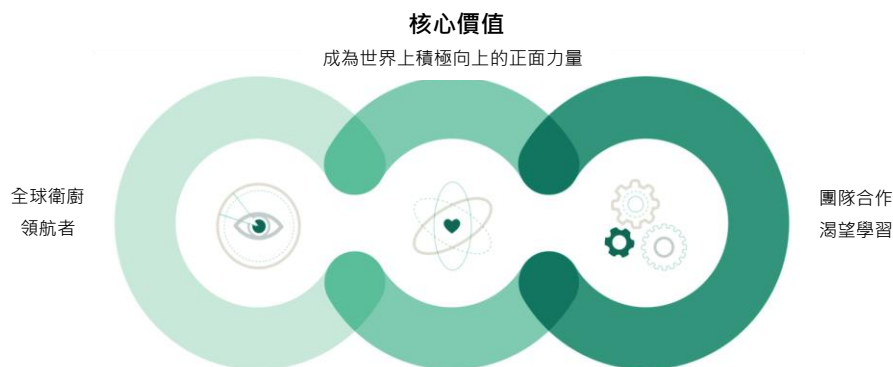 核心價值
成為世界上積極向上的正面力量
全球衛廚
領航者
團隊合作
渴望學習